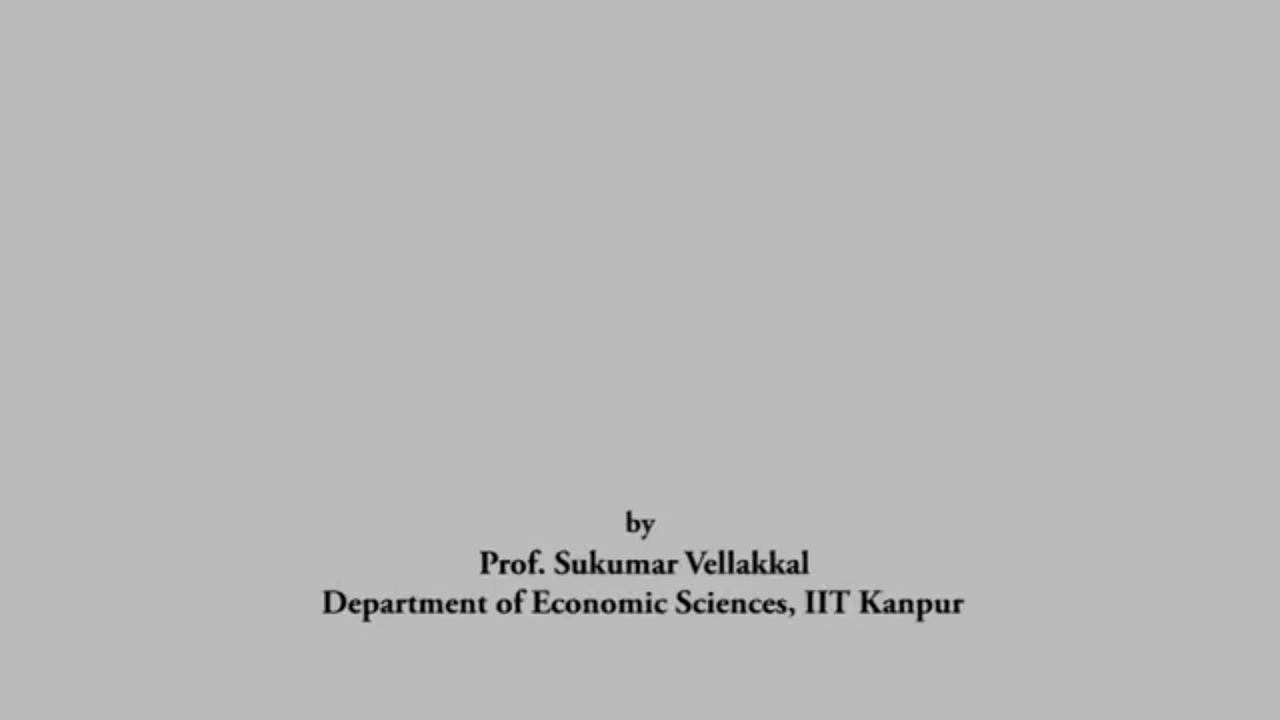 by
Prof. Sukumar Vellakkal
Department of Economic Sciences, IIT Kanpur